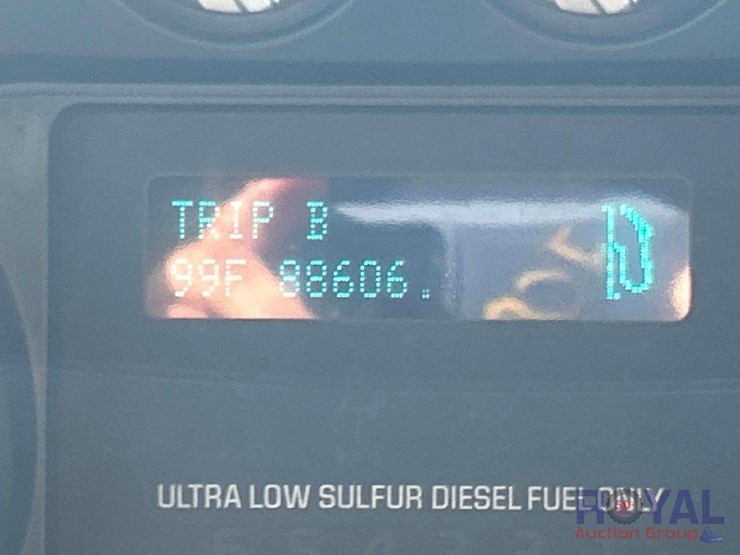 TRIP B
99F 88606.
D
ULTRA LOW SULFUR DIESEL FUEL ONLY
ROYAL
Auction Group